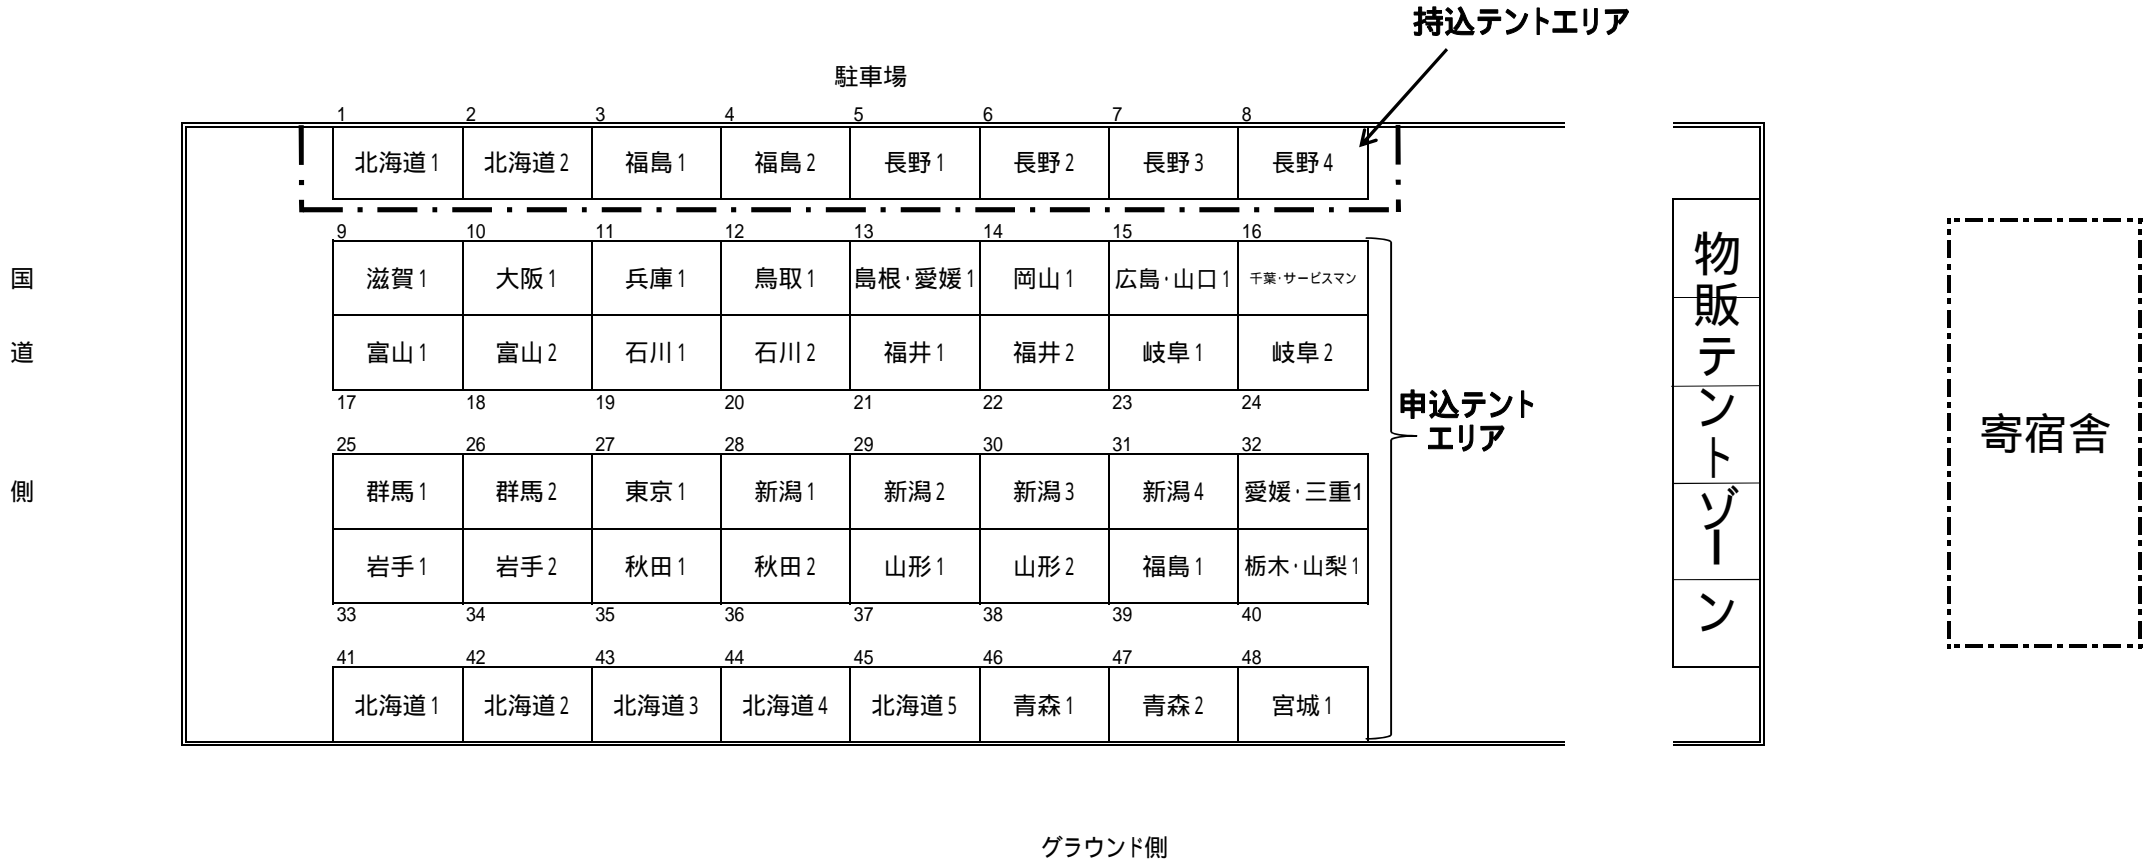 持込テントエリア
駐車場
1 2 3 4 5 6 7 8
北海道1 北海道2 福島1 福島2 長野1 長野2 長野3 長野4
9 10 11 12 13 14 15 16
滋賀1 大阪1 兵庫1 鳥取1 島根・愛媛1 岡山1 広島・山口1 千葉・サービスマン
富山1 富山2 石川1 石川2 福井1 福井2 岐阜1 岐阜2
17 18 19 20 21 22 23 24
25 26 27 28 29 30 31 32
群馬1 群馬2 東京1 新潟1 新潟2 新潟3 新潟4 愛媛・三重1
岩手1 岩手2 秋田1 秋田2 山形1 山形2 福島1 栃木・山梨1
33 34 35 36 37 38 39 40
41 42 43 44 45 46 47 48
北海道1 北海道2 北海道3 北海道4 北海道5 青森1 青森2 宮城1
国道側
申込テント
エリア
物販テントゾーン
寄宿舎
グラウンド側